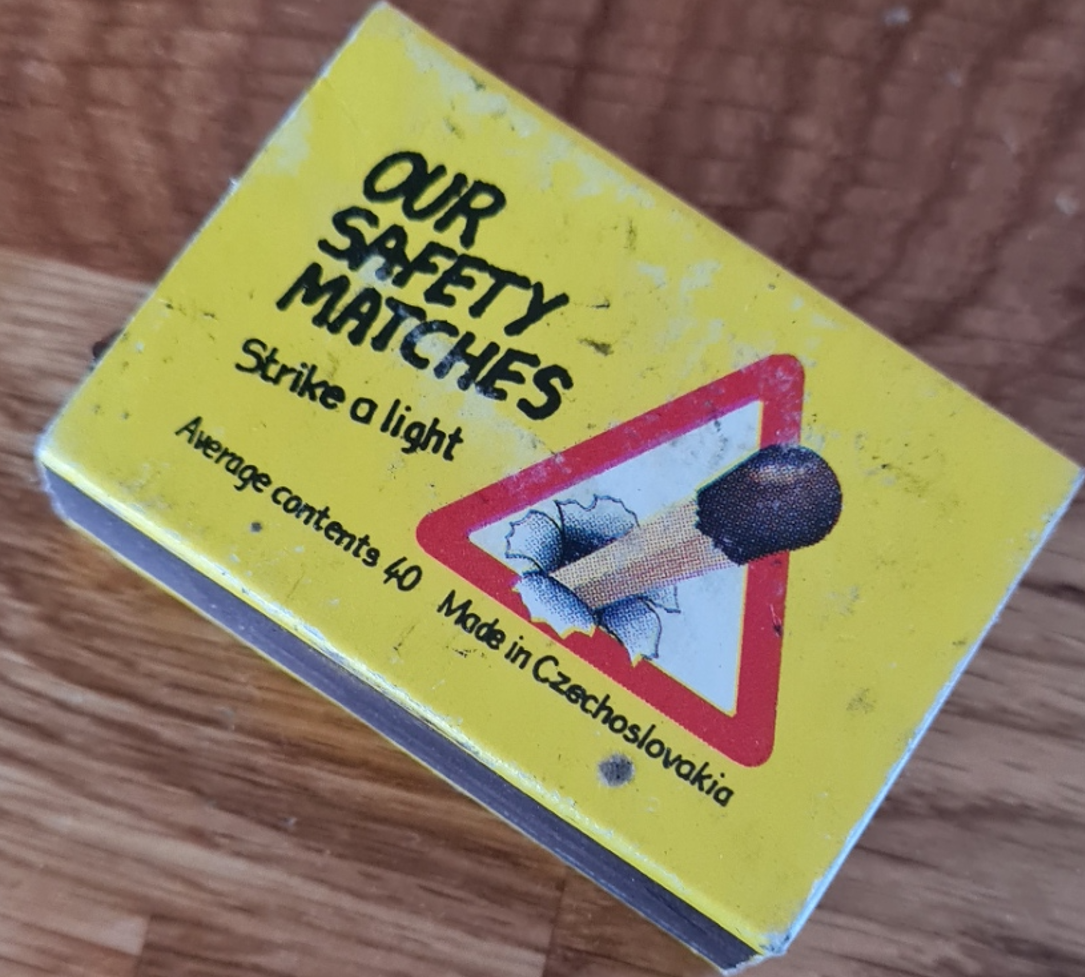 OUR
SAFETY
MATCHES
Strike a light
Average contents 40 Made in Czechoslovakia